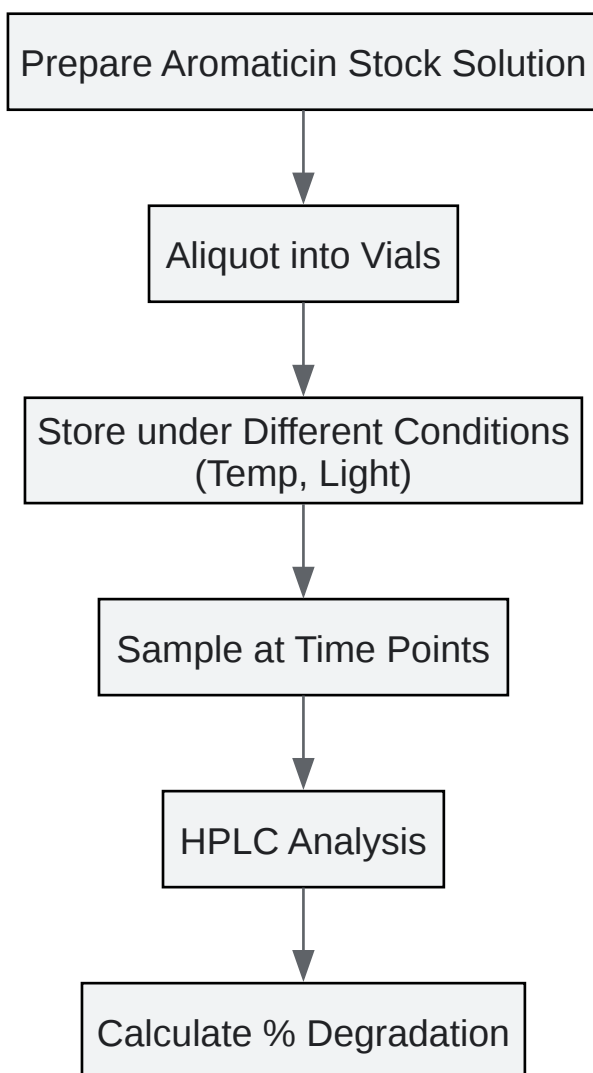 Prepare Aromaticin Stock Solution
Aliquot into Vials
Store under Different Conditions
(Temp, Light)
Sample at Time Points
HPLC Analysis
Calculate % Degradation